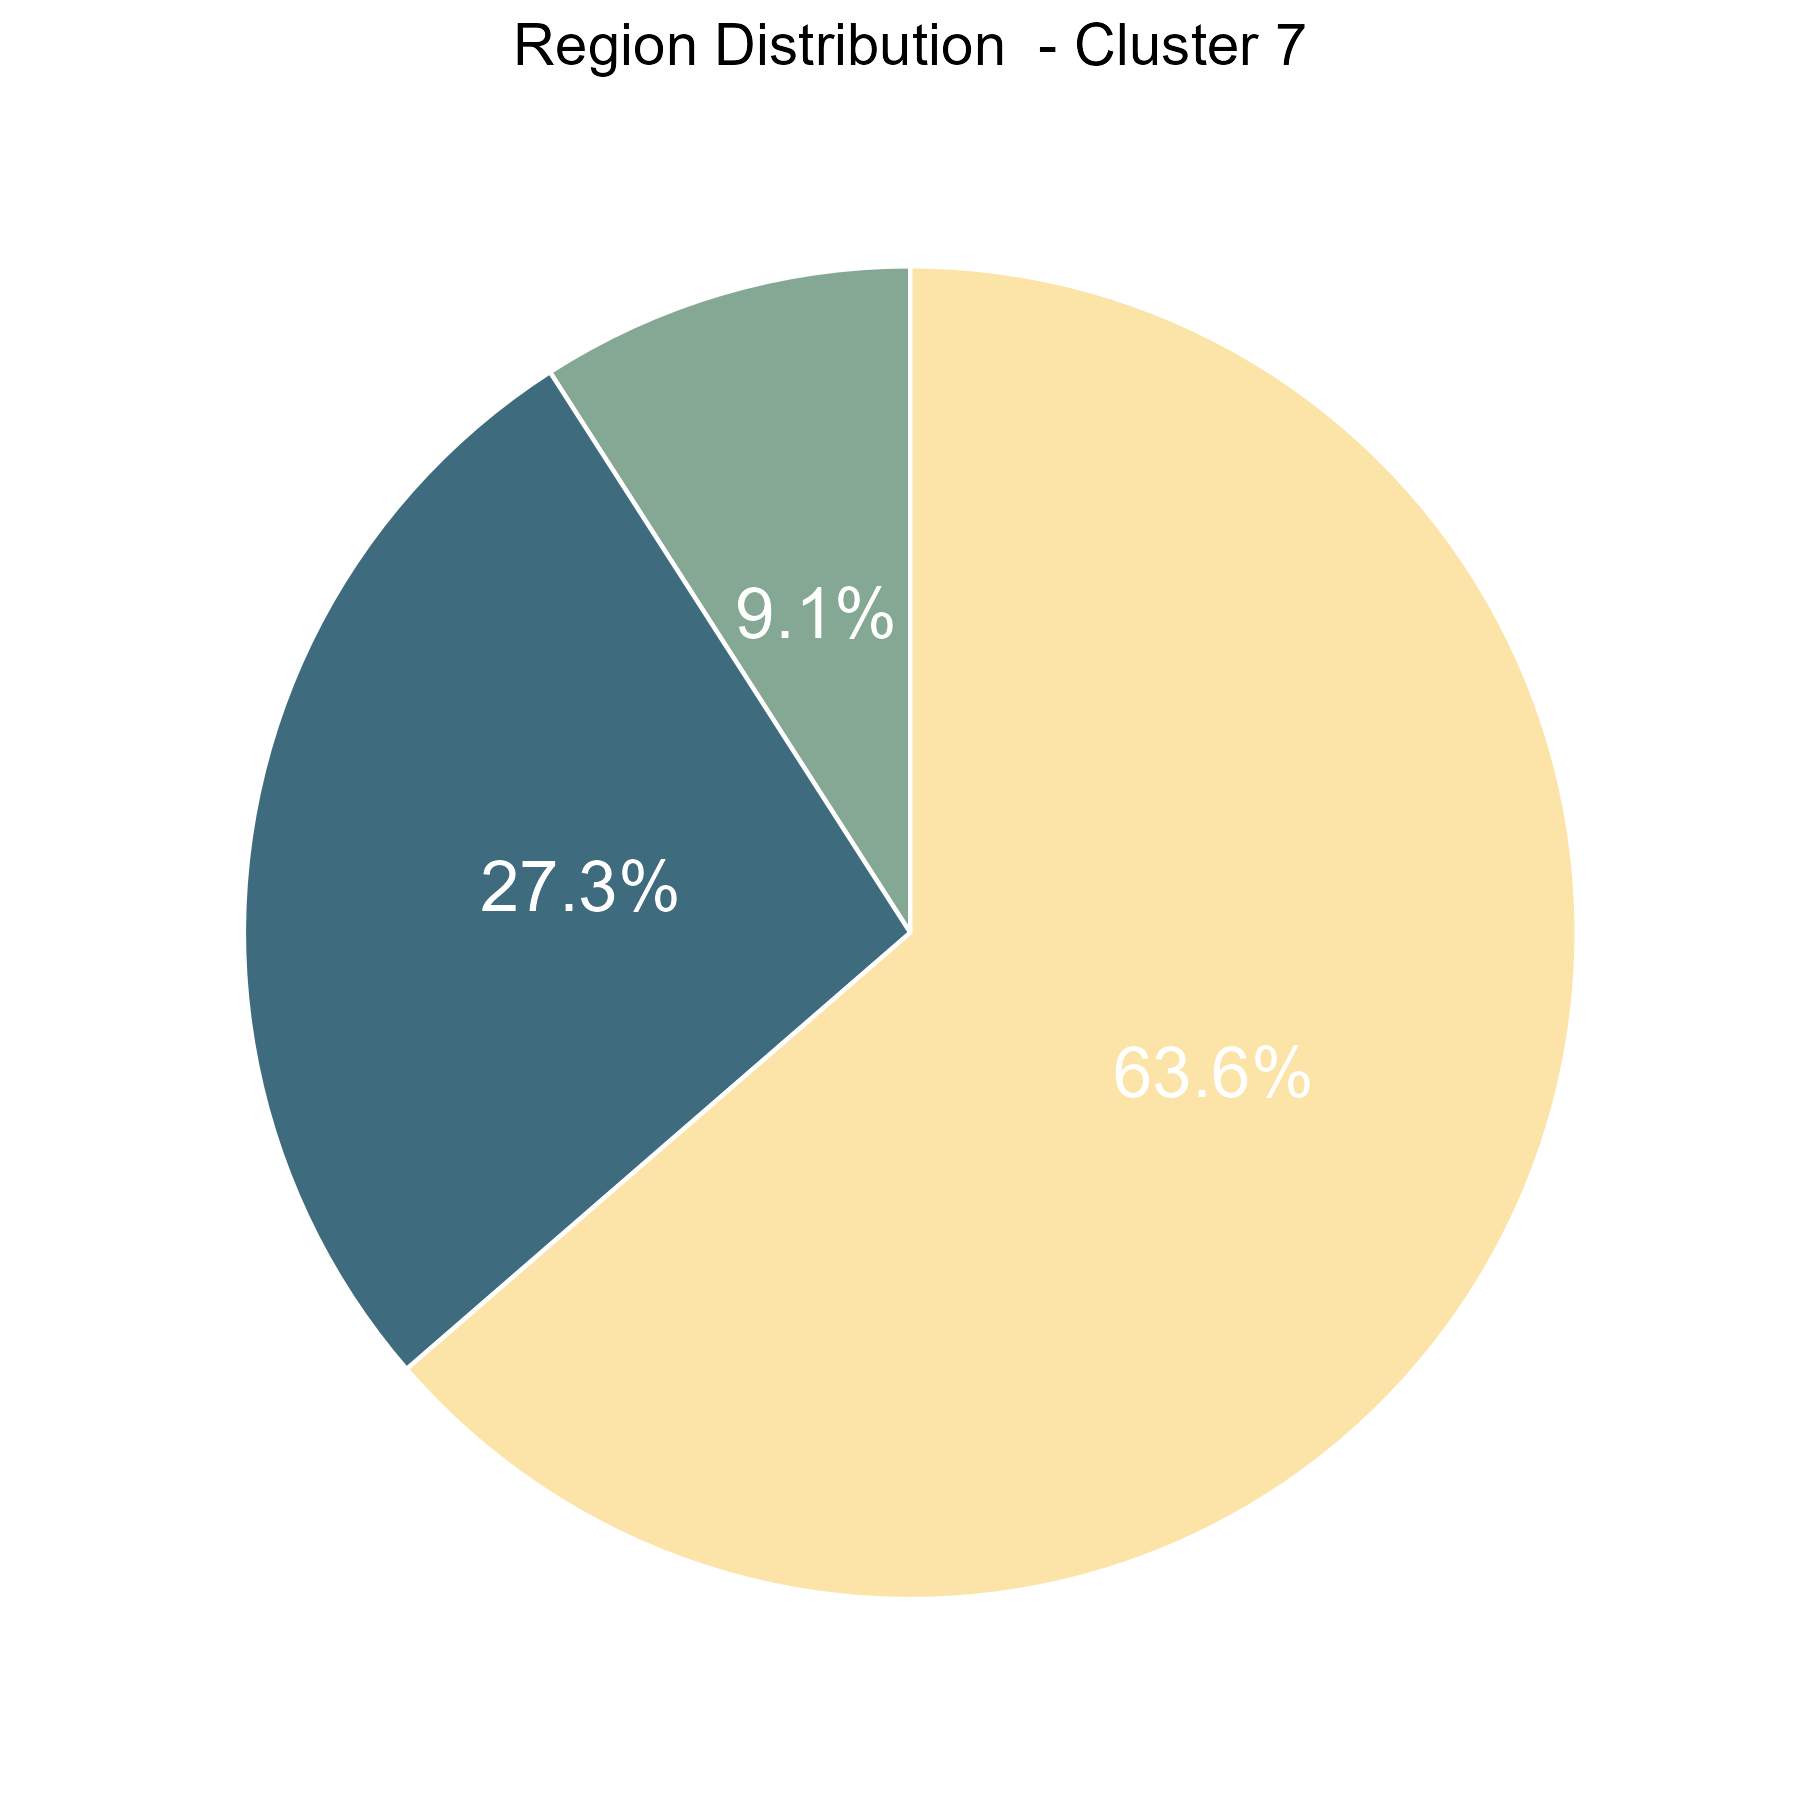 Region Distribution  - Cluster 7
9.1%
27.3%
63.6%